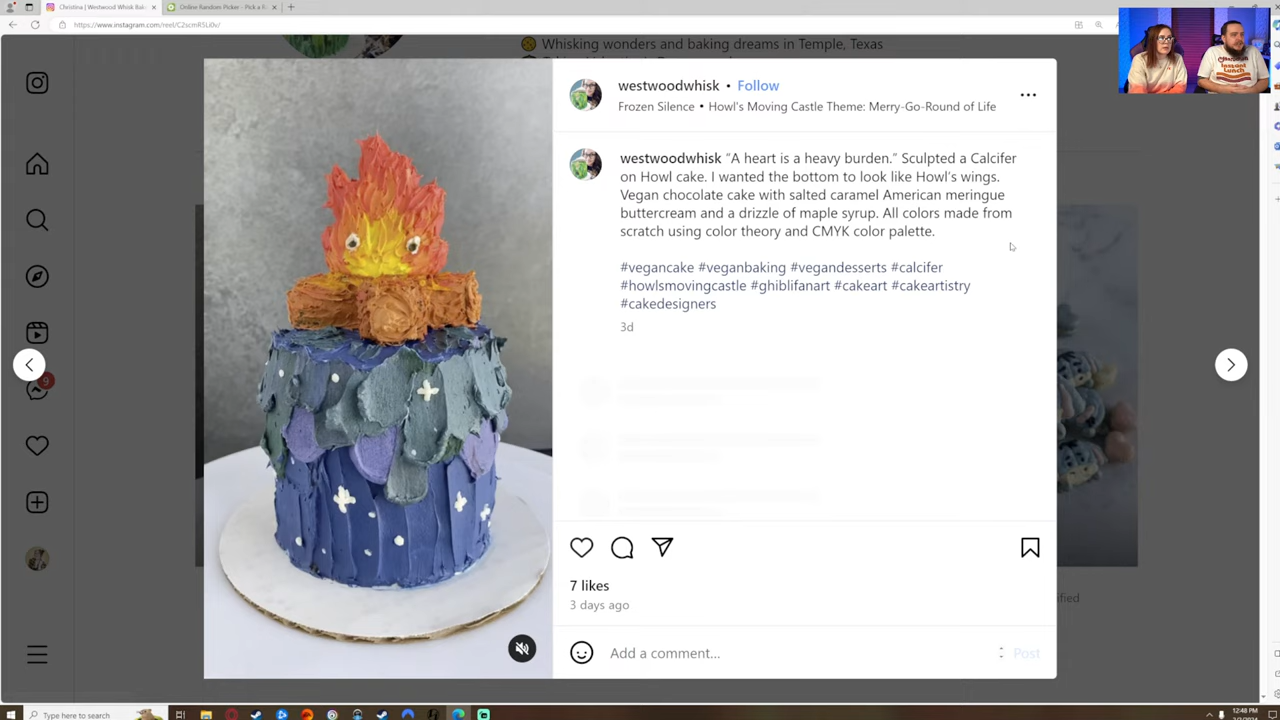 Christina | Westwood Whisk Bak
Online Random Picker - Pick a R
https://www.instagram.com/reel/C2scmR5Li0v/
Whisking wonders and baking dreams in Temple, Texas
westwoodwhisk • Follow
Frozen Silence • Howl's Moving Castle Theme: Merry-Go-Round of Life
westwoodwhisk “A heart is a heavy burden.” Sculpted a Calcifer
on Howl cake. I wanted the bottom to look like Howl’s wings.
Vegan chocolate cake with salted caramel American meringue
buttercream and a drizzle of maple syrup. All colors made from
scratch using color theory and CMYK color palette.
#vegancake #veganbaking #vegandesserts #calcifer
#howlsmovingcastle #ghiblifanart #cakeart #cakeartistry
#cakedesigners
3d
9
7 likes
3 days ago
Add a comment...
Post
Type here to search
12:48 PM